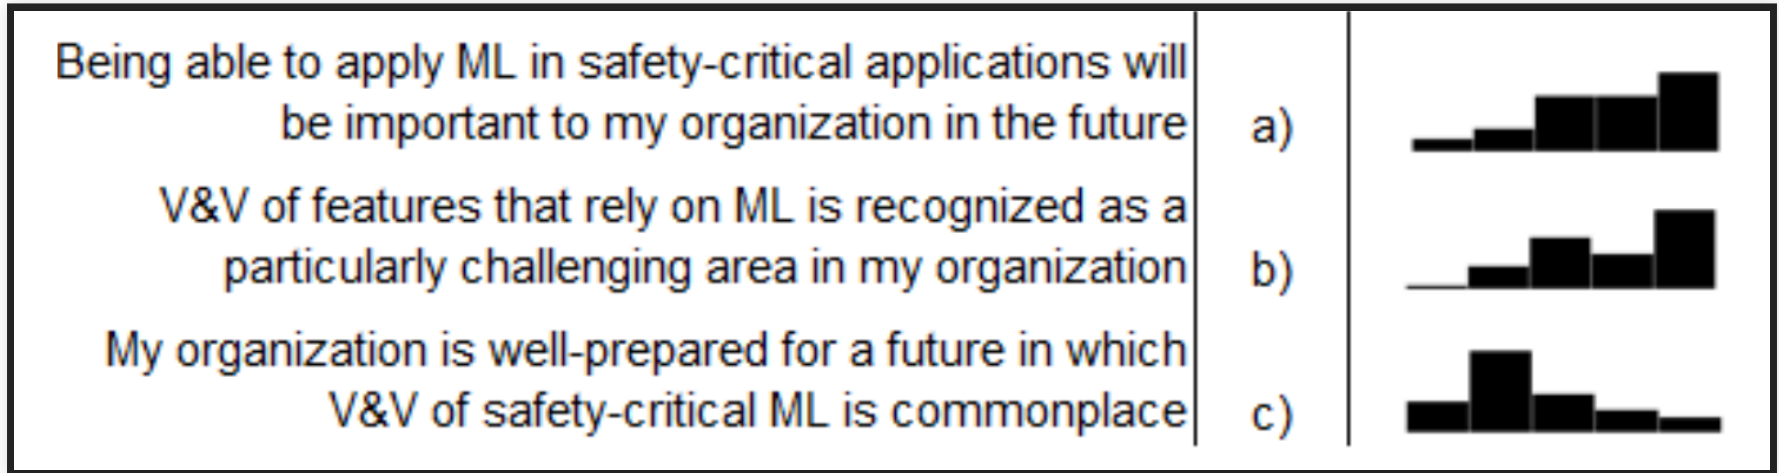 Being able to apply ML in safety-critical applications will
be important to my organization in the future
a)
V&V of features that rely on ML is recognized as a
particularly challenging area in my organization
b)
My organization is well-prepared for a future in which
V&V of safety-critical ML is commonplace
c)